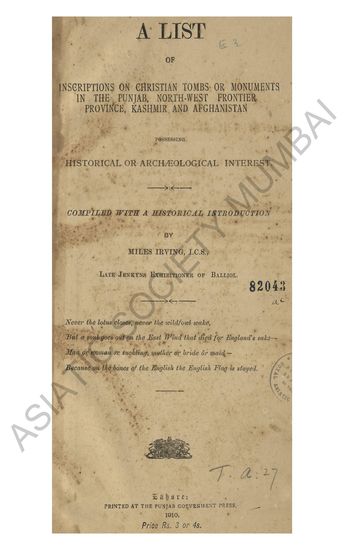 A LIST
E 3
OF
INSCRIPTIONS ON CHRISTIAN TOMBS OR MONUMENTS
IN THE PUNJAB, NORTH-WEST FRONTIER
PROVINCE, KASHMIR AND AFGHANISTAN
POSSESSING
HISTORICAL OR ARCHÆOLOGICAL INTEREST.
COMPILED WITH A HISTORICAL INTRODUCTION
BY
MILES IRVING, I.C.S.,
LATE JENKYNS EXHIBITIONER OF BALLIOL.
82043
Never the lotus closes, never the wildfowl wake,
But a soul goes out on the East Wind that died for England's sake—
Man or woman or suckling, mother or bride or maid—
Because on the bones of the English the English Flag is stayed.
T. a. 27
Lahore:
PRINTED AT THE PUNJAB GOVERNMENT PRESS,
1910.
Price Rs. 3 or 4s.
ASIATIC SOCIETY MUMBAI